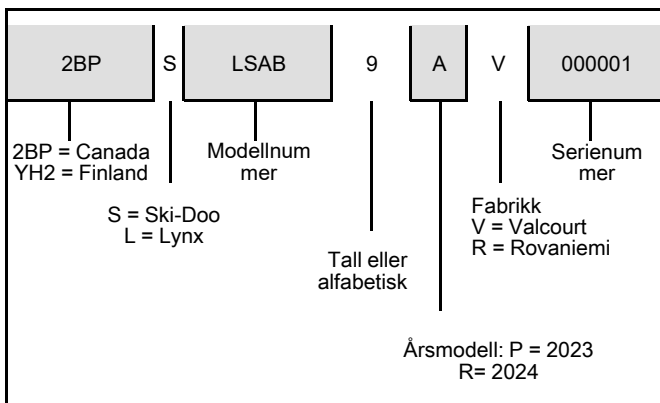 2BP S LSAB 9 A V 000001
2BP = Canada
YH2 = Finland
Modellnum
mer
Serienum
mer
S = Ski-Doo
L = Lynx
Fabrikk
V = Valcourt
R = Rovaniemi
Tall eller
alfabetisk
Årsmodell: P = 2023
R= 2024